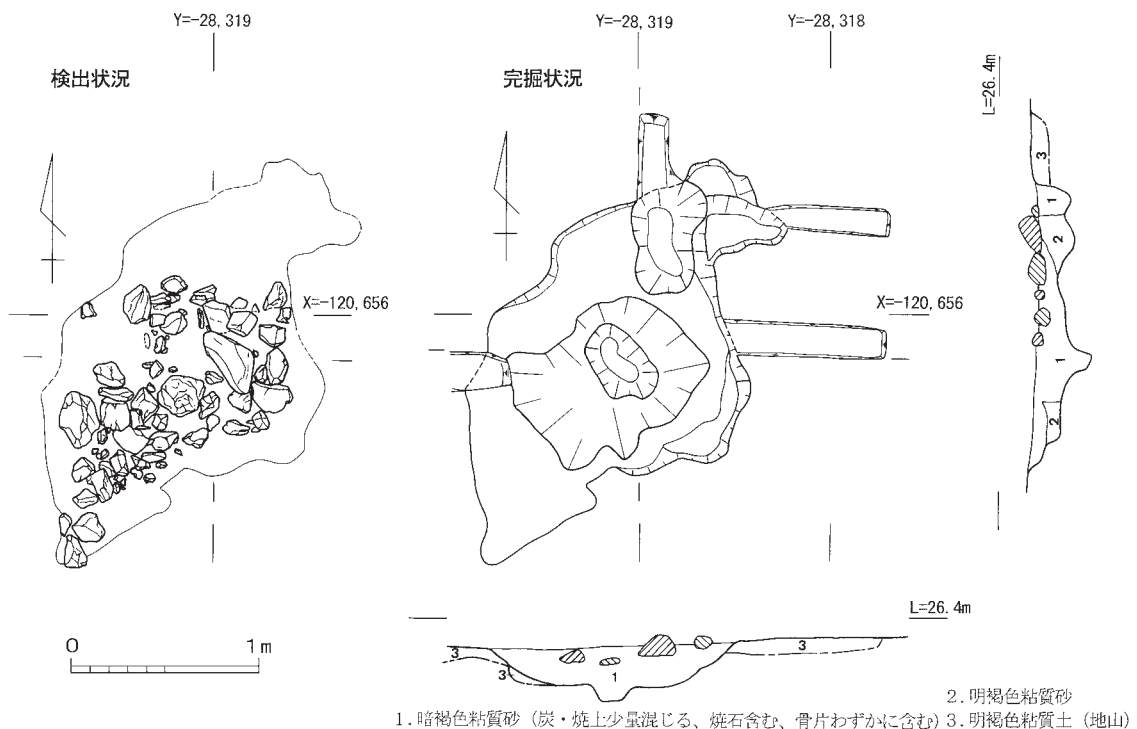 Y=-28,319
Y=-28,319
Y=-28,318
検出状況
完掘状況
L=26.4m
X=-120,656
X=-120,656
3
1
2
1
2
L=26.4m
0
1m
3
3
1
3
2.明褐色粘質砂
1.暗褐色粘質砂（炭・焼土少量混じる、焼石含む、骨片わずかに含む）3.明褐色粘質土（地山）